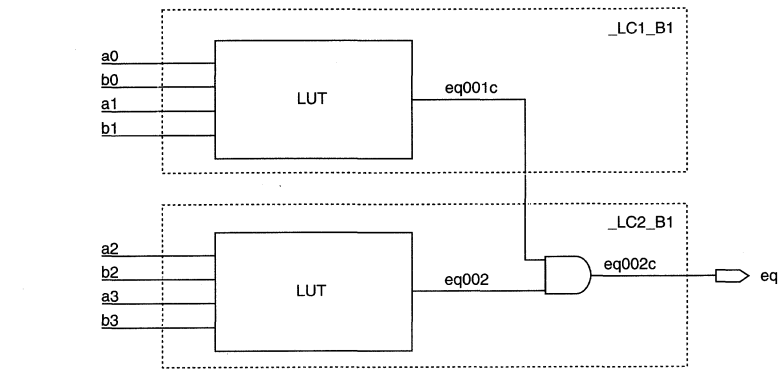 _LC1_B1
a0
b0
a1
b1
LUT
eq001c
_LC2_B1
a2
b2
a3
b3
LUT
eq002
eq002c
eq